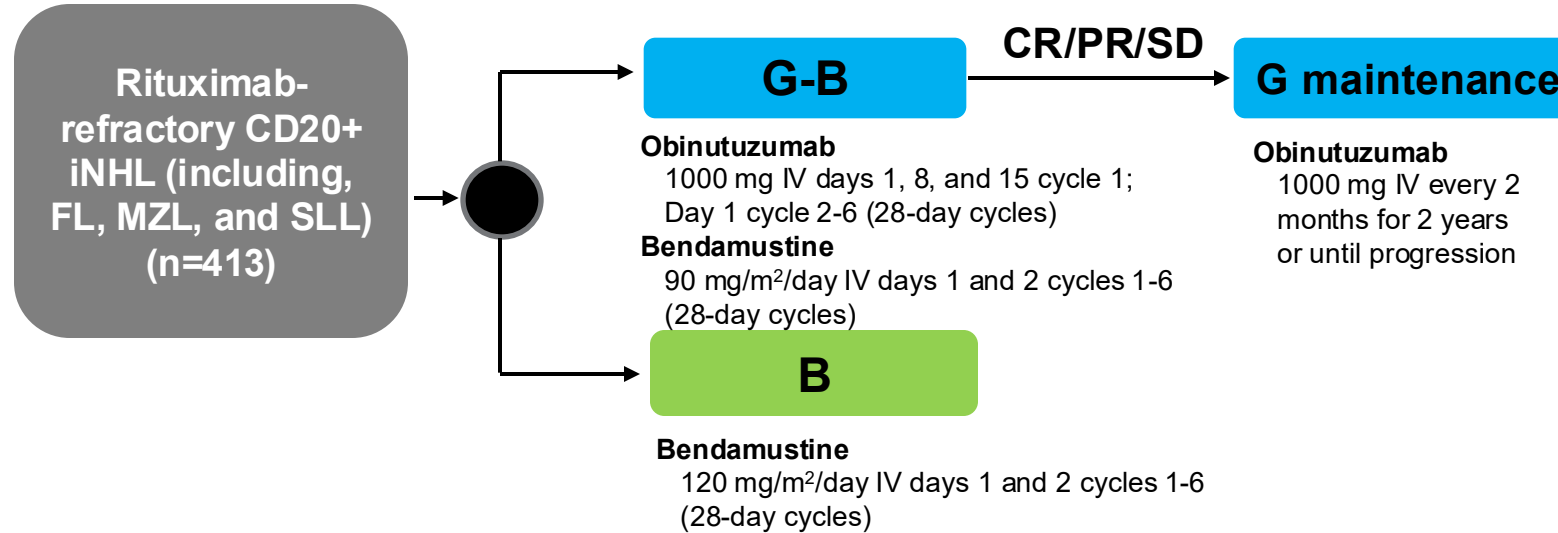 Rituximab-
refractory CD20+
iNHL (including,
FL, MZL, and SLL)
(n=413)
G-B
CR/PR/SD
G maintenance
Obinutuzumab
1000 mg IV days 1, 8, and 15 cycle 1;
Day 1 cycle 2-6 (28-day cycles)
Bendamustine
90 mg/m²/day IV days 1 and 2 cycles 1-6
(28-day cycles)
Obinutuzumab
1000 mg IV every 2
months for 2 years
or until progression
B
Bendamustine
120 mg/m²/day IV days 1 and 2 cycles 1-6
(28-day cycles)